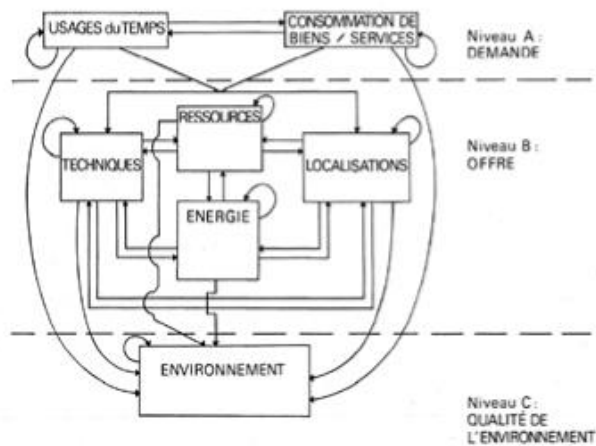 USAGES du TEMPS
CONSOMMATION DE
BIENS / SERVICES
Niveau A :
DEMANDE
RESSOURCES
TECHNIQUES
LOCALISATIONS
Niveau B :
OFFRE
ENERGIE
ENVIRONNEMENT
Niveau C :
QUALITÉ DE
L'ENVIRONNEMENT